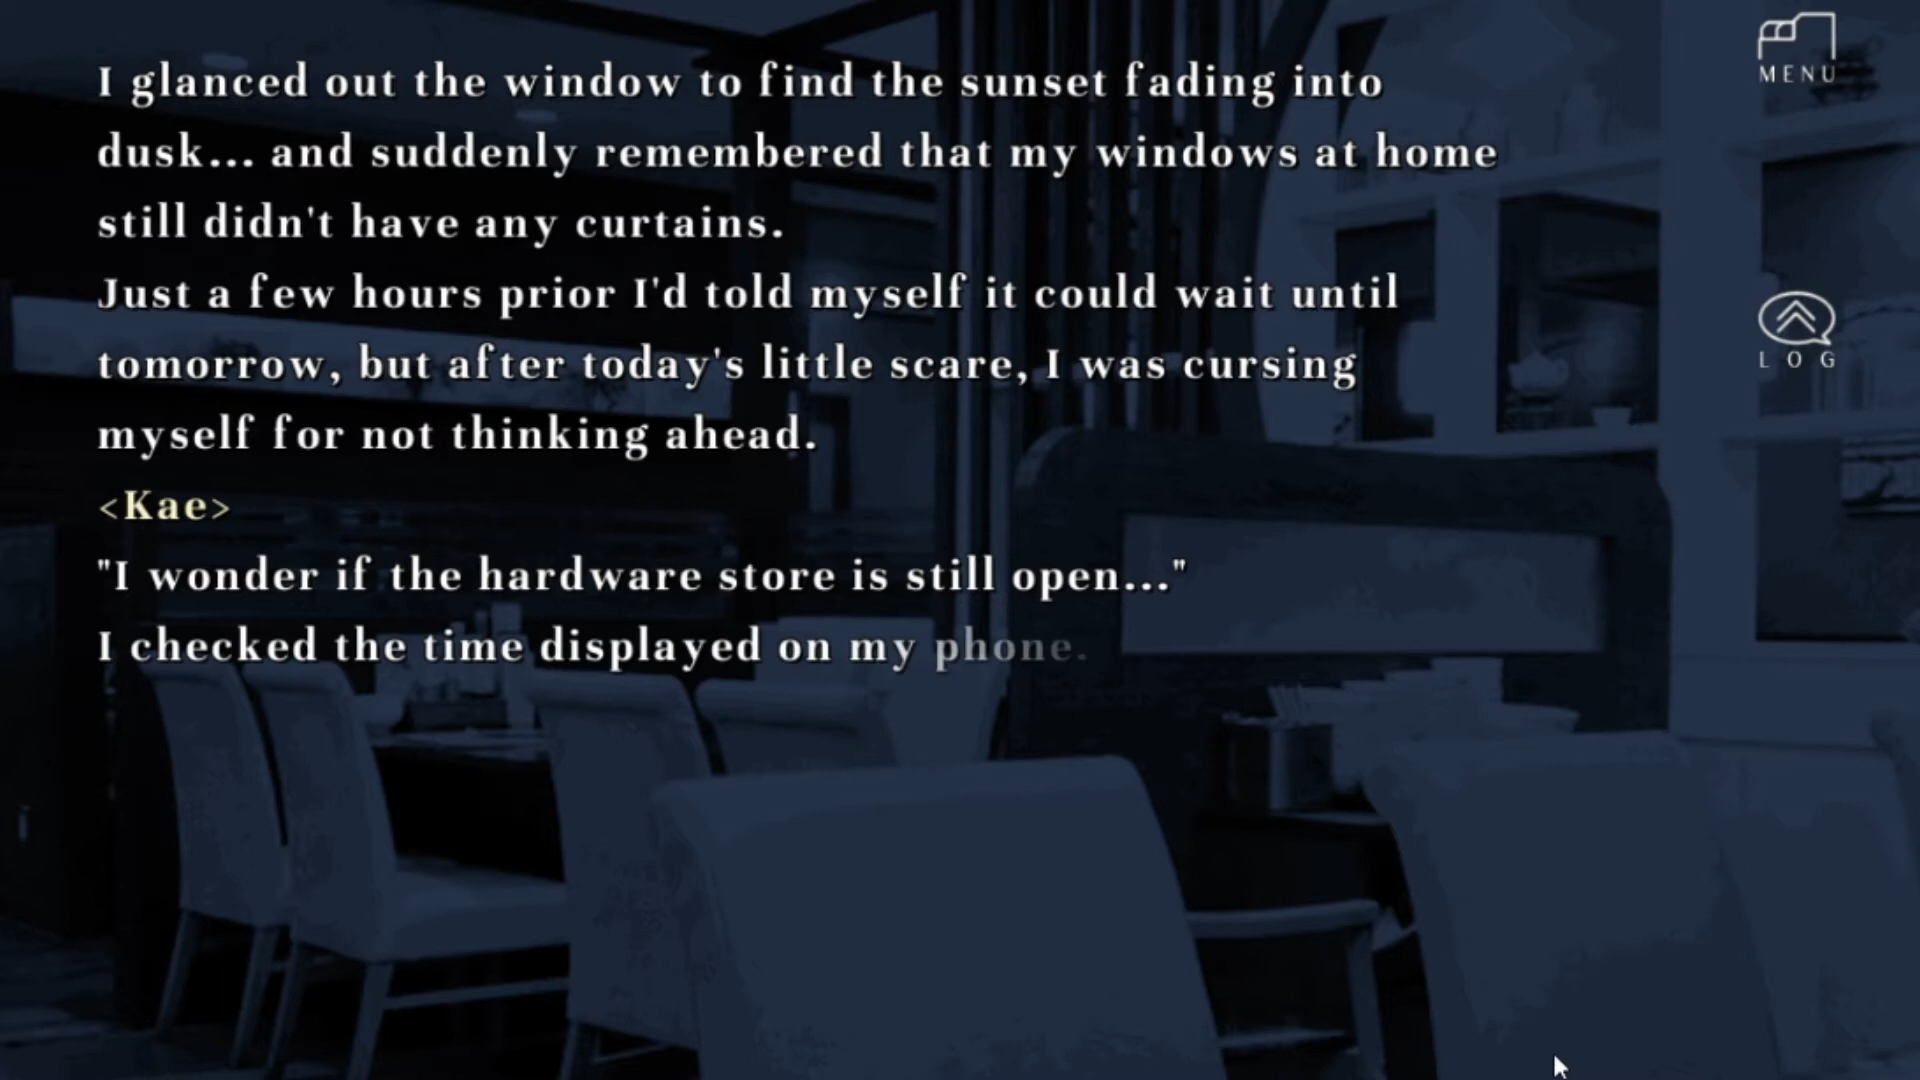 I glanced out the window to find the sunset fading into
dusk... and suddenly remembered that my windows at home
still didn't have any curtains.
Just a few hours prior I'd told myself it could wait until
tomorrow, but after today's little scare, I was cursing
myself for not thinking ahead.
<Kae>
"I wonder if the hardware store is still open..."
I checked the time displayed on my phone.
MENU
LOG